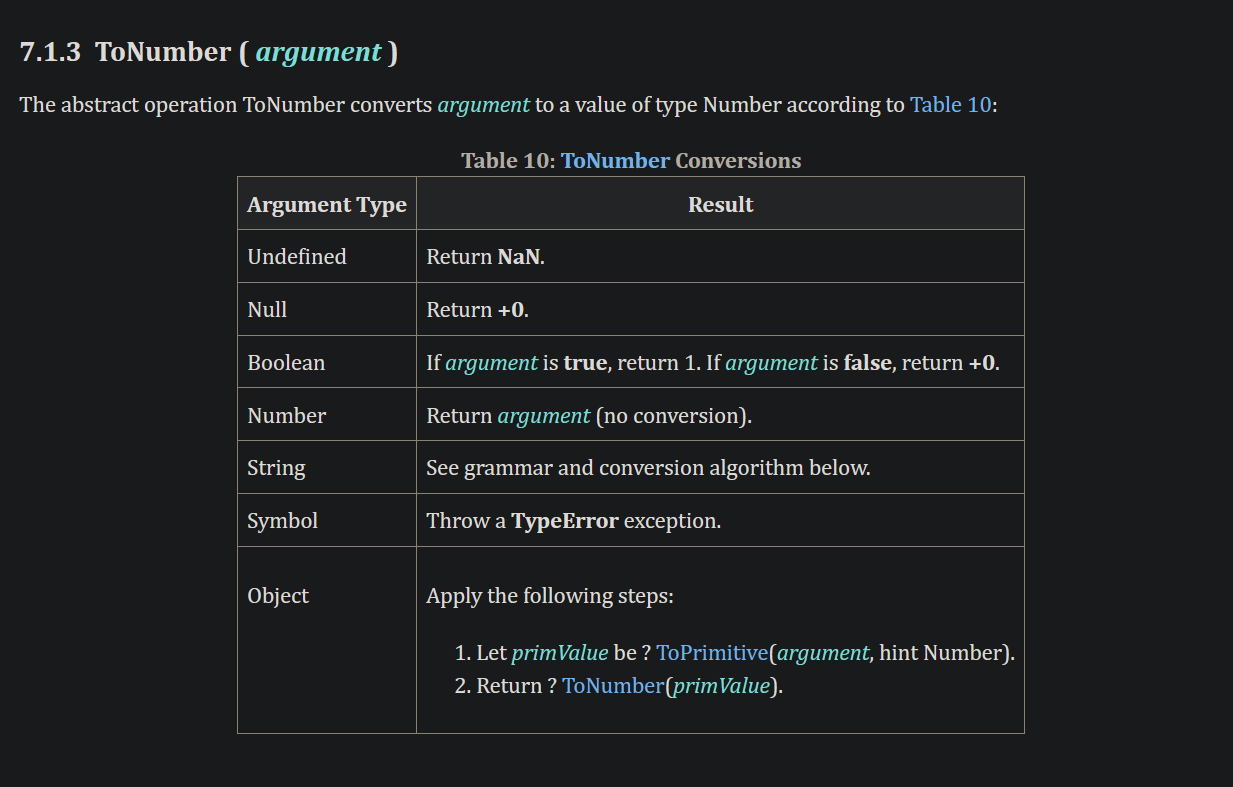 7.1.3 ToNumber ( argument )
The abstract operation ToNumber converts argument to a value of type Number according to Table 10:
Table 10: ToNumber Conversions
Argument Type Result
Undefined Return NaN.
Null Return +0.
Boolean If argument is true, return 1. If argument is false, return +0.
Number Return argument (no conversion).
String See grammar and conversion algorithm below.
Symbol Throw a TypeError exception.
Object Apply the following steps:
1. Let primValue be ? ToPrimitive(argument, hint Number).
2. Return ? ToNumber(primValue).